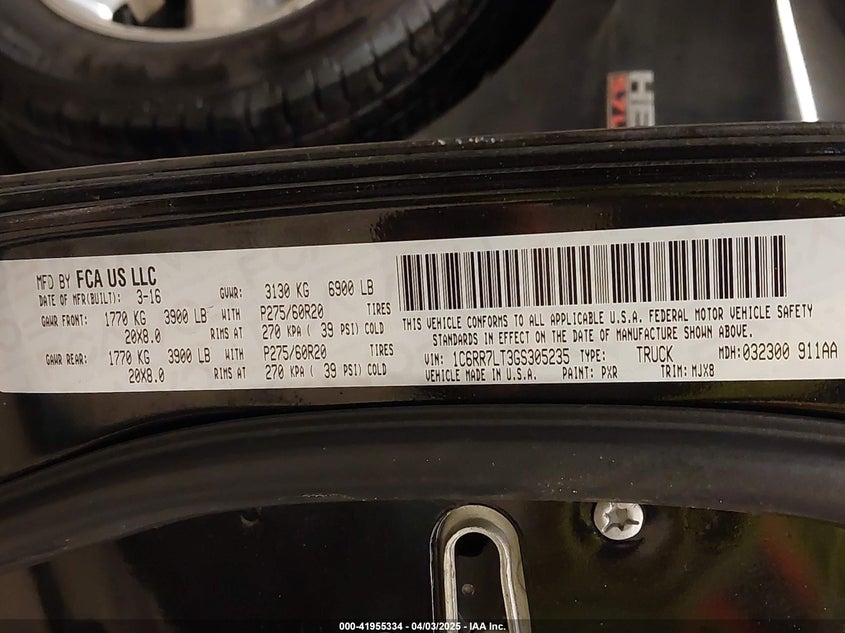 HE
MFD BY FCA US LLC
DATE OF MFR(BUILT): 3-16 GVWR: 3130 KG 6900 LB
GAWR FRONT: 1770 KG 3900 LB WITH P275/60R20 TIRES
20X8.0 RIMS AT 270 KPA ( 39 PSI) COLD
GAWR REAR: 1770 KG 3900 LB WITH P275/60R20 TIRES
20X8.0 RIMS AT 270 KPA ( 39 PSI) COLD
THIS VEHICLE CONFORMS TO ALL APPLICABLE U.S.A. FEDERAL MOTOR VEHICLE SAFETY
STANDARDS IN EFFECT ON THE DATE OF MANUFACTURE SHOWN ABOVE.
VIN: 1C6RR7LT3GS305235 TYPE: TRUCK MDH: 032300 911AA
VEHICLE MADE IN U.S.A. PAINT: PXR TRIM: MJX8
000-41955334 - 04/03/2025 - IAA Inc.